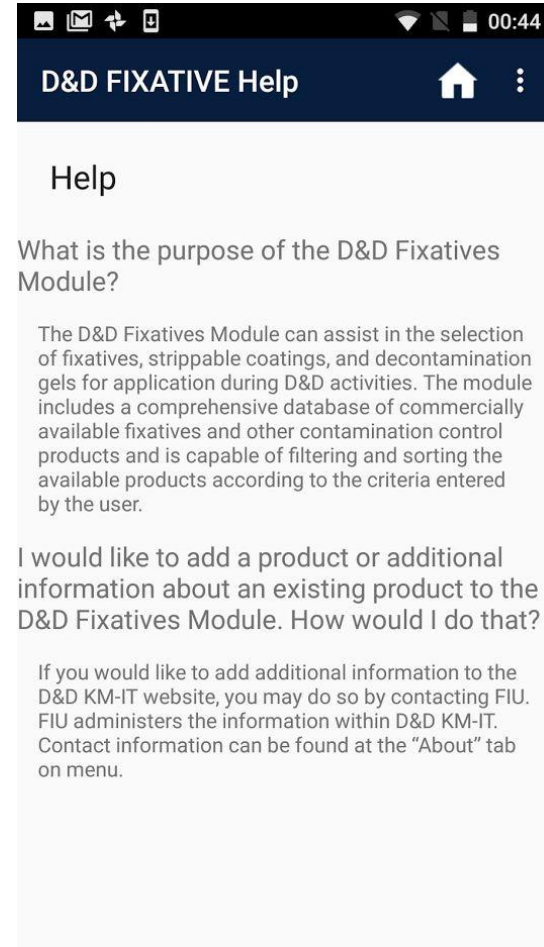 00:44
D&D FIXATIVE Help
Help
What is the purpose of the D&D Fixatives
Module?
The D&D Fixatives Module can assist in the selection
of fixatives, strippable coatings, and decontamination
gels for application during D&D activities. The module
includes a comprehensive database of commercially
available fixatives and other contamination control
products and is capable of filtering and sorting the
available products according to the criteria entered
by the user.
I would like to add a product or additional
information about an existing product to the
D&D Fixatives Module. How would I do that?
If you would like to add additional information to the
D&D KM-IT website, you may do so by contacting FIU.
FIU administers the information within D&D KM-IT.
Contact information can be found at the “About” tab
on menu.